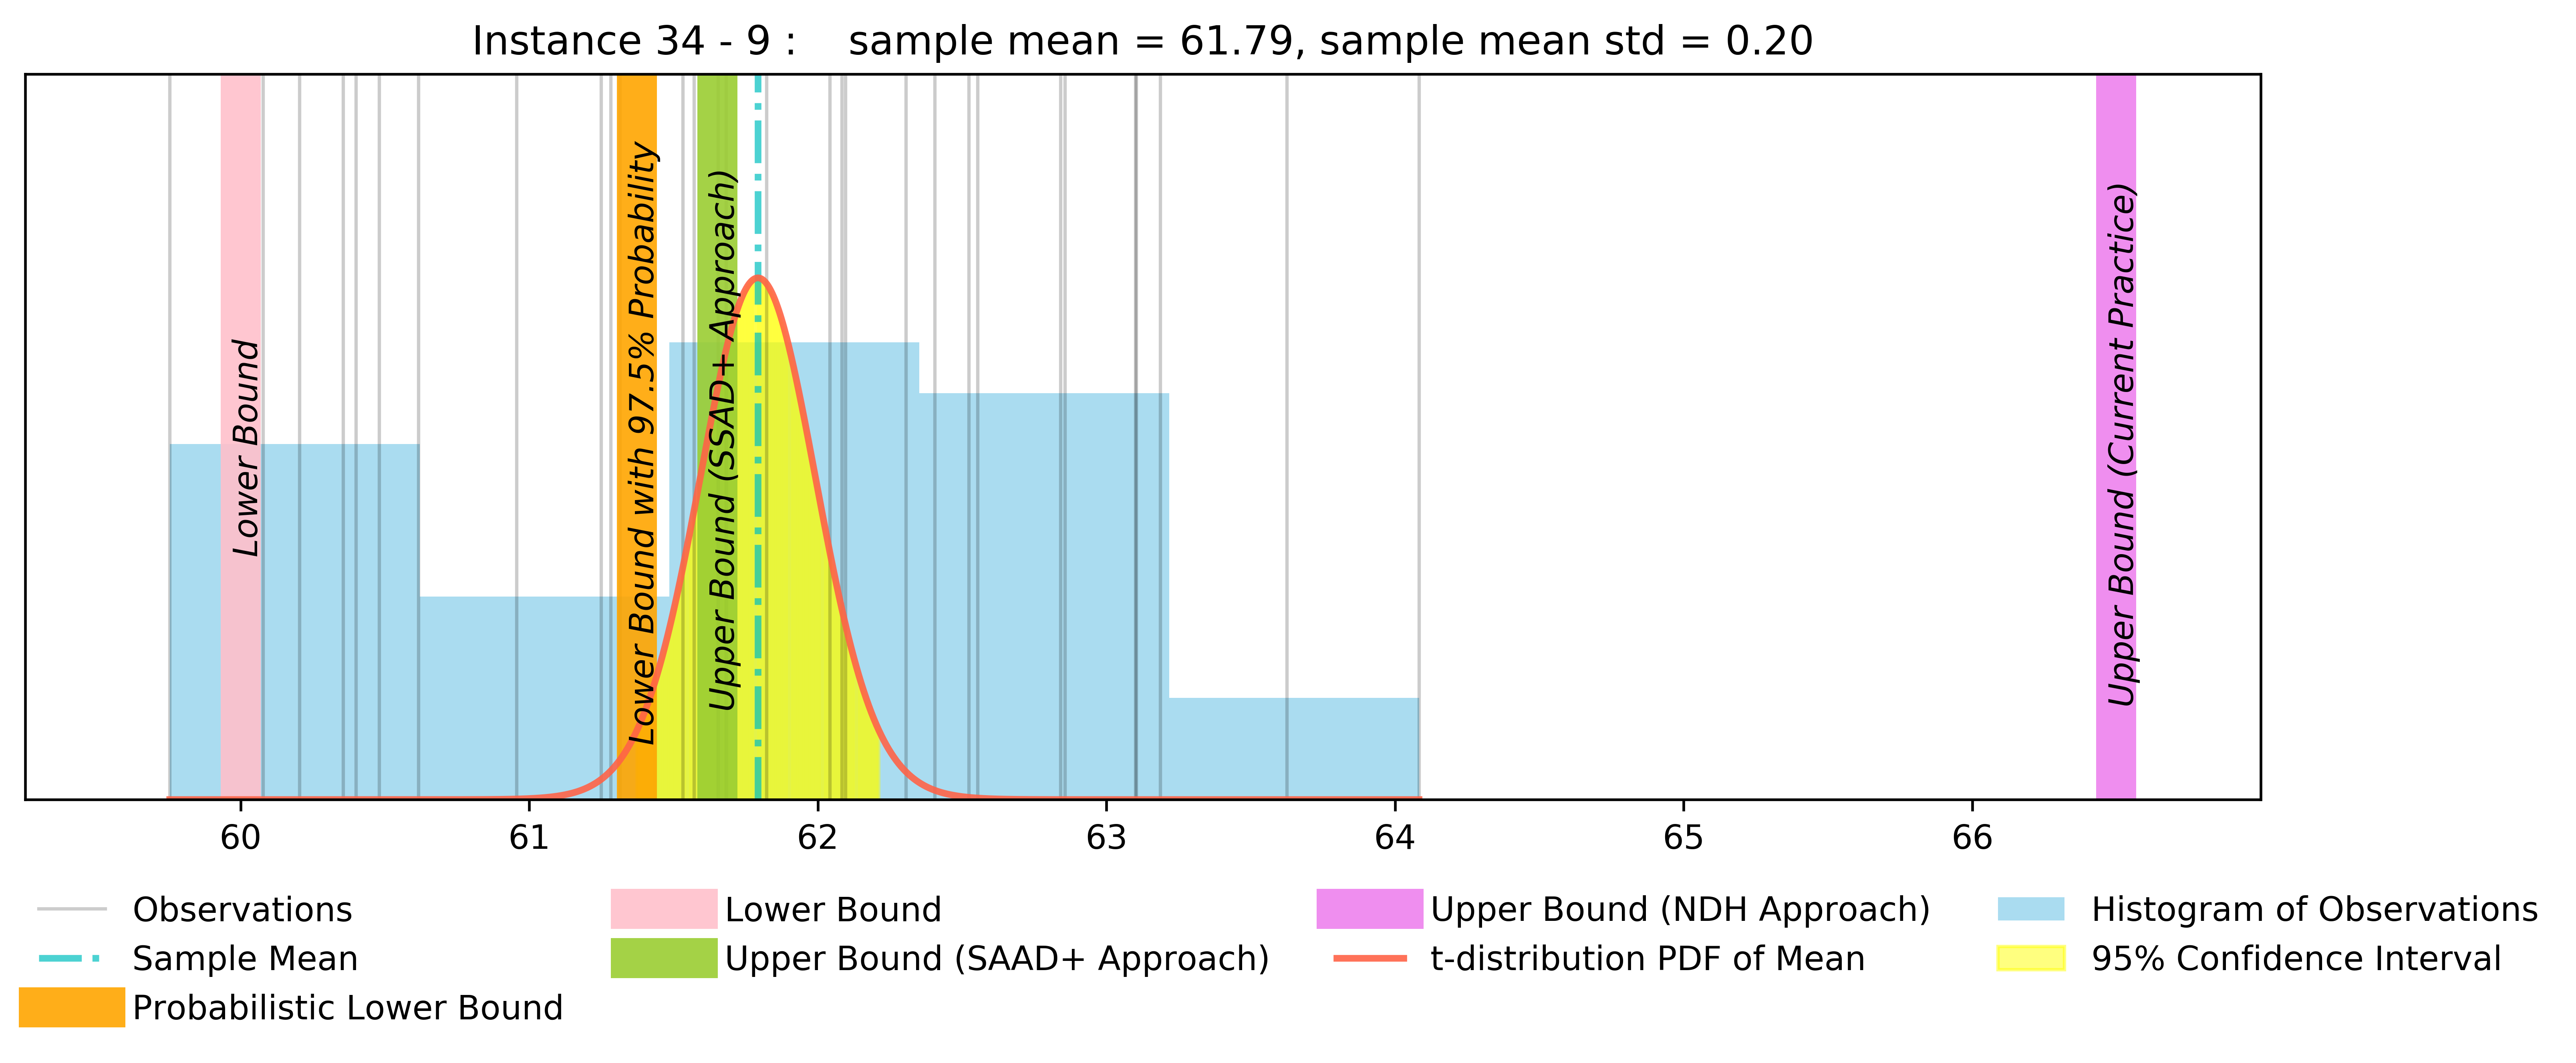 Instance 34 - 9 :    sample mean = 61.79, sample mean std = 0.20
Lower Bound
Lower Bound with 97.5% Probability
Upper Bound (SSAD+ Approach)
Upper Bound (Current Practice)
60 61 62 63 64 65 66
Observations
Sample Mean
Probabilistic Lower Bound
Lower Bound
Upper Bound (SAAD+ Approach)
Upper Bound (NDH Approach)
t-distribution PDF of Mean
Histogram of Observations
95% Confidence Interval